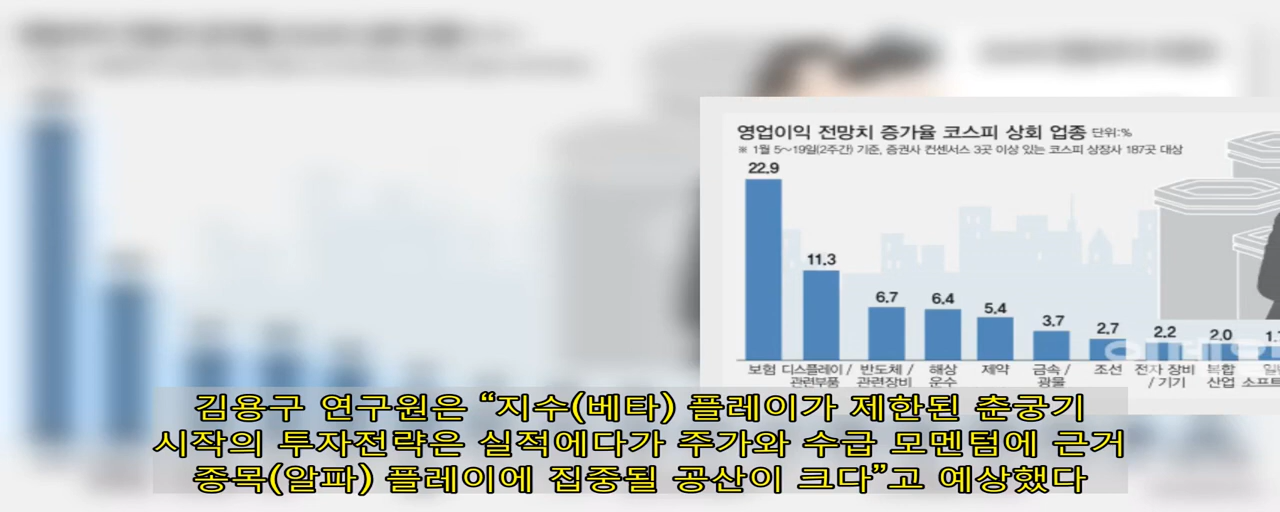 영업이익 전망치 증가율 코스피 상회 업종 단위:%
※ 1월 5~19일(2주간) 기준, 증권사 컨센서스 3곳 이상 있는 코스피 상장사 187곳 대상
22.9
11.3
6.7
6.4
5.4
3.7
2.7
2.2
2.0
보험 디스플레이/ 반도체/ 해상 제약 금속/ 조선 전자 장비 복합
관련부품 관련장비 운수 광물 /기기 산업 소프트
김용구 연구원은 “지수(베타) 플레이가 제한된 춘궁기
시작의 투자전략은 실적에다가 주가와 수급 모멘텀에 근거
종목(알파) 플레이에 집중될 공산이 크다”고 예상했다